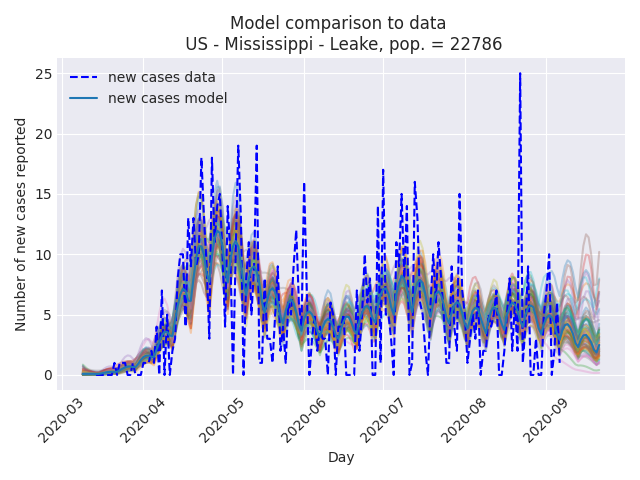 Model comparison to data
US - Mississippi - Leake, pop. = 22786
new cases data
new cases model
Number of new cases reported
25
20
15
10
5
0
2020-03
2020-04
2020-05
2020-06
2020-07
2020-08
2020-09
Day